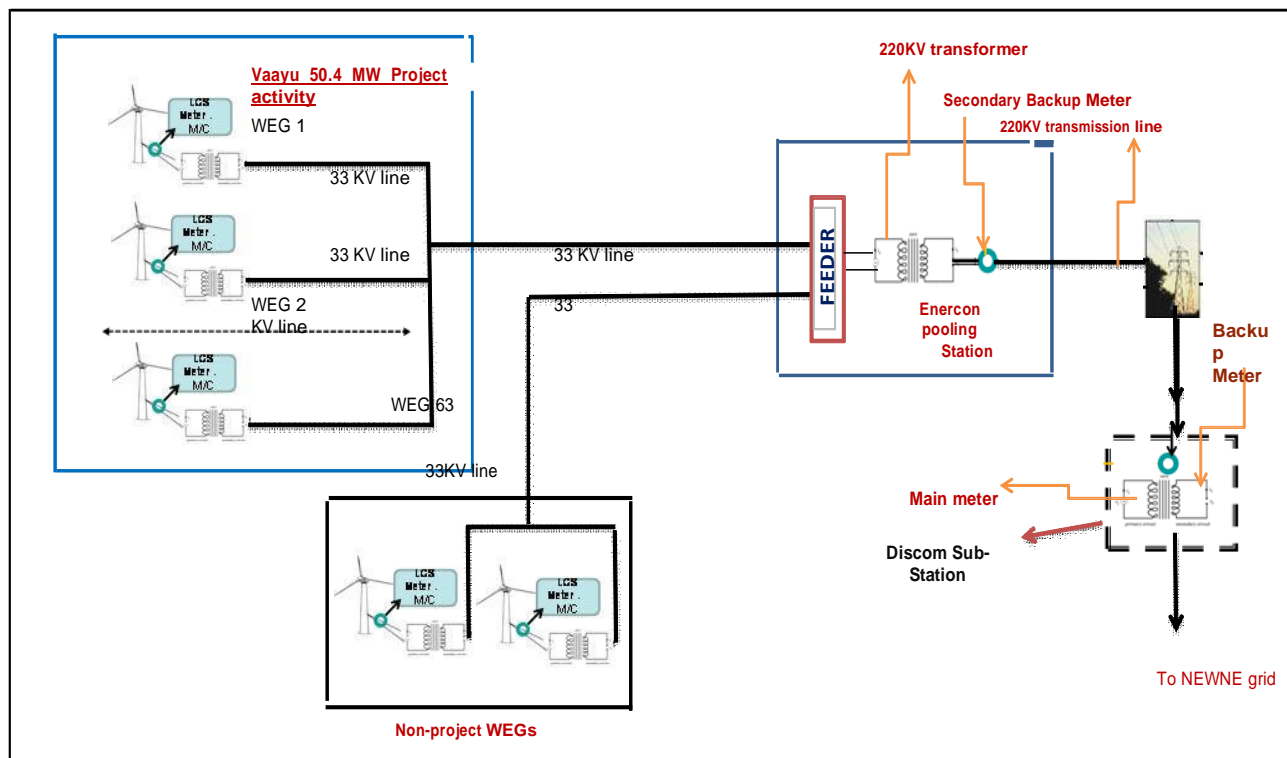 Vaayu 50.4 MW Project
activity
LCS
Meter .
M/C
WEG 1
33 KV line
LCS
Meter .
M/C
33 KV line
WEG 2
KV line
LCS
Meter .
M/C
WEG 63
33 KV line
33
33KV line
LCS
Meter .
M/C
LCS
Meter .
M/C
Non-project WEGs
220KV transformer
Secondary Backup Meter
220KV transmission line
FEEDER
Enercon
pooling
Station
Backu
p
Meter
Main meter
Discom Sub-
Station
To NEWNE grid